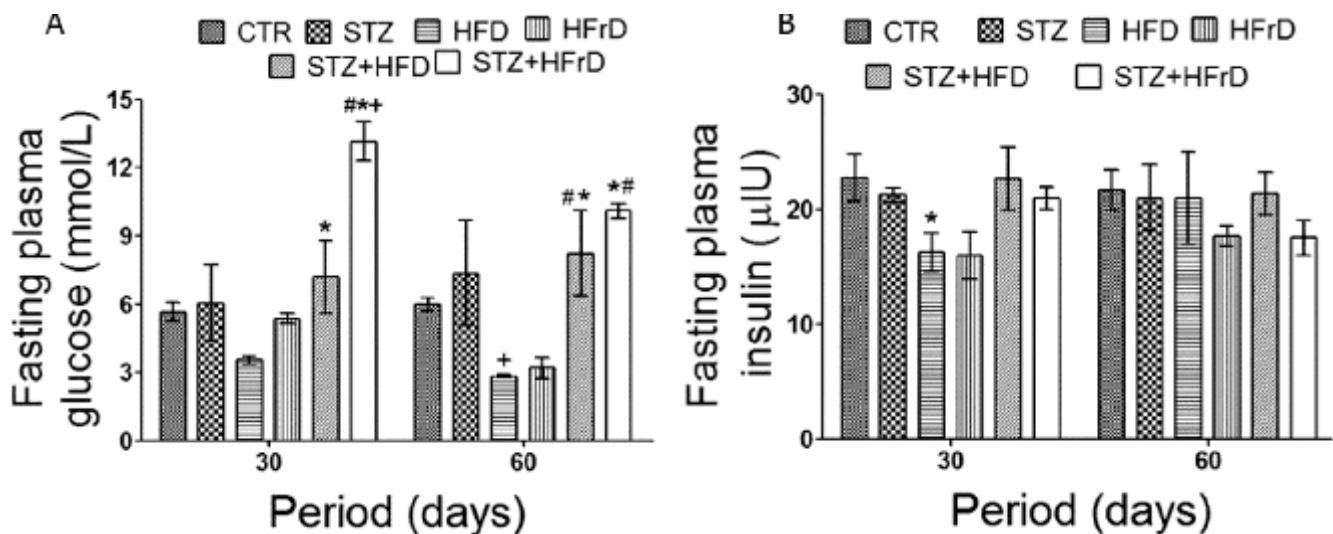 A
CTR STZ HFD HFrD
STZ+HFD STZ+HFrD
Fasting plasma
glucose (mmol/L)
15
12
9
6
3
0
#*+
*
+
#*
*#
30 60
Period (days)
B
CTR STZ HFD HFrD
STZ+HFD STZ+HFrD
Fasting plasma
insulin (μIU)
30
20
10
0
*
30 60
Period (days)